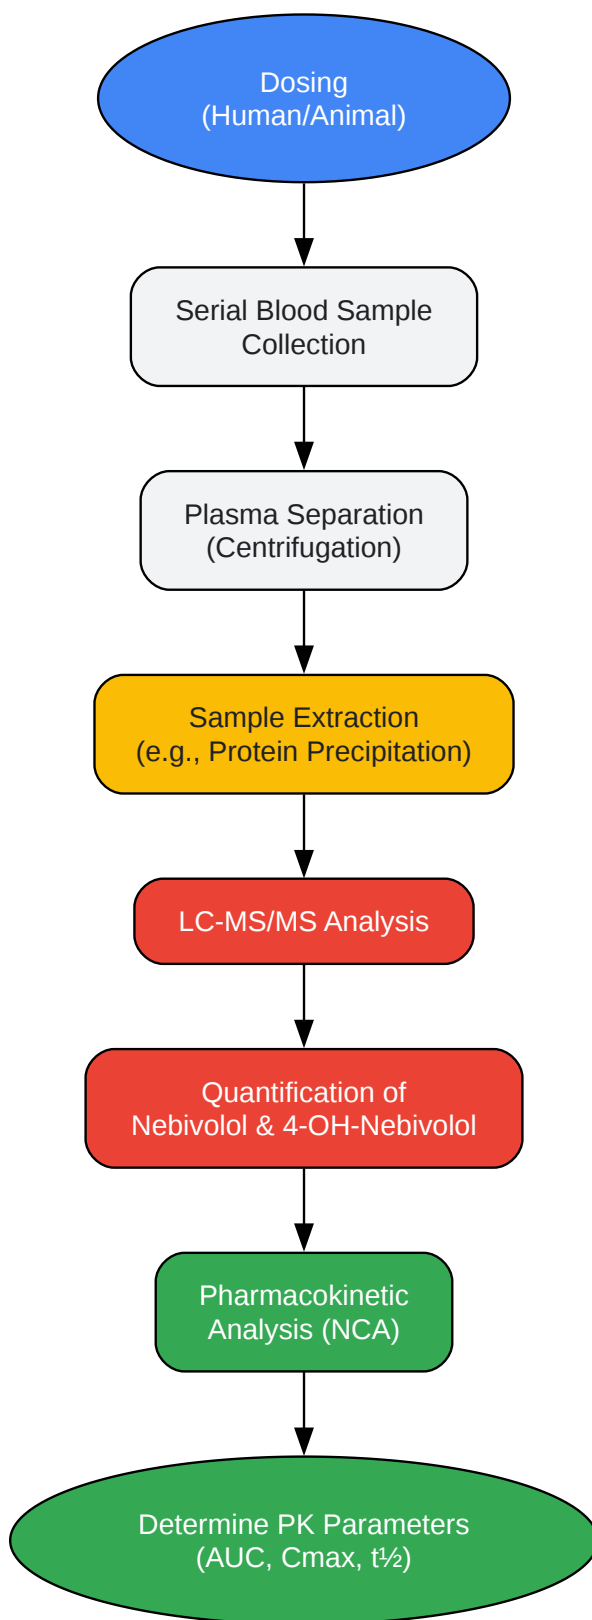 Dosing
(Human/Animal)
Serial Blood Sample
Collection
Plasma Separation
(Centrifugation)
Sample Extraction
(e.g., Protein Precipitation)
LC-MS/MS Analysis
Quantification of
Nebivolol & 4-OH-Nebivolol
Pharmacokinetic
Analysis (NCA)
Determine PK Parameters
(AUC, Cmax, t½)